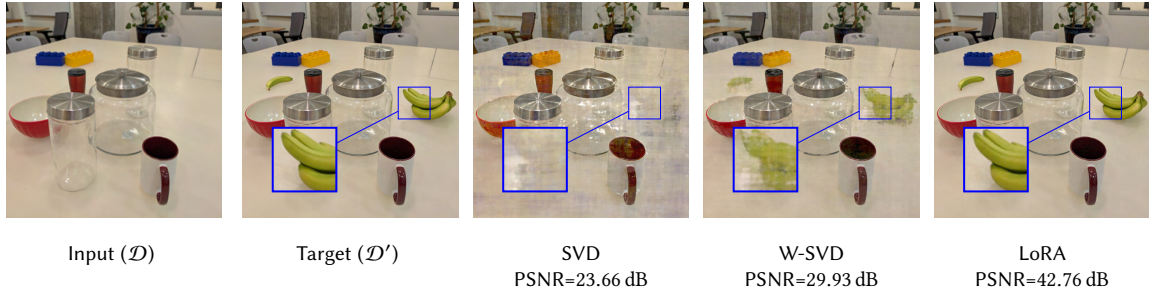 Input (𝒟)
Target (𝒟′)
SVD
PSNR=23.66 dB
W-SVD
PSNR=29.93 dB
LoRA
PSNR=42.76 dB